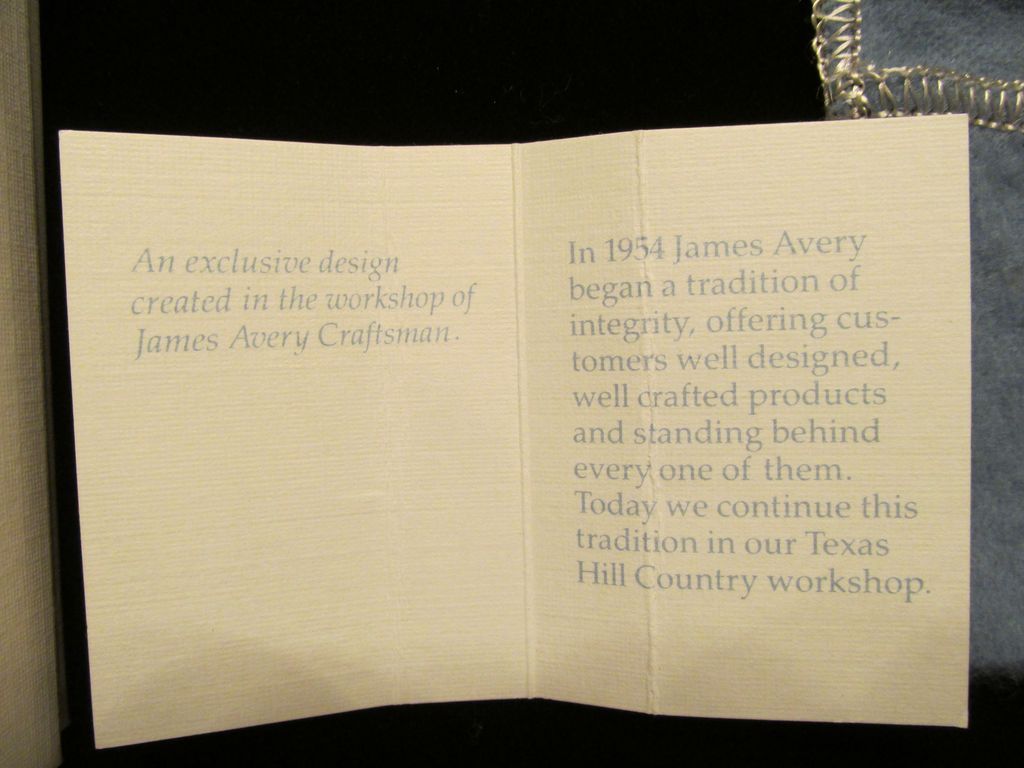 An exclusive design
created in the workshop of
James Avery Craftsman.
In 1954 James Avery
began a tradition of
integrity, offering cus-
tomers well designed,
well crafted products
and standing behind
every one of them.
Today we continue this
tradition in our Texas
Hill Country workshop.